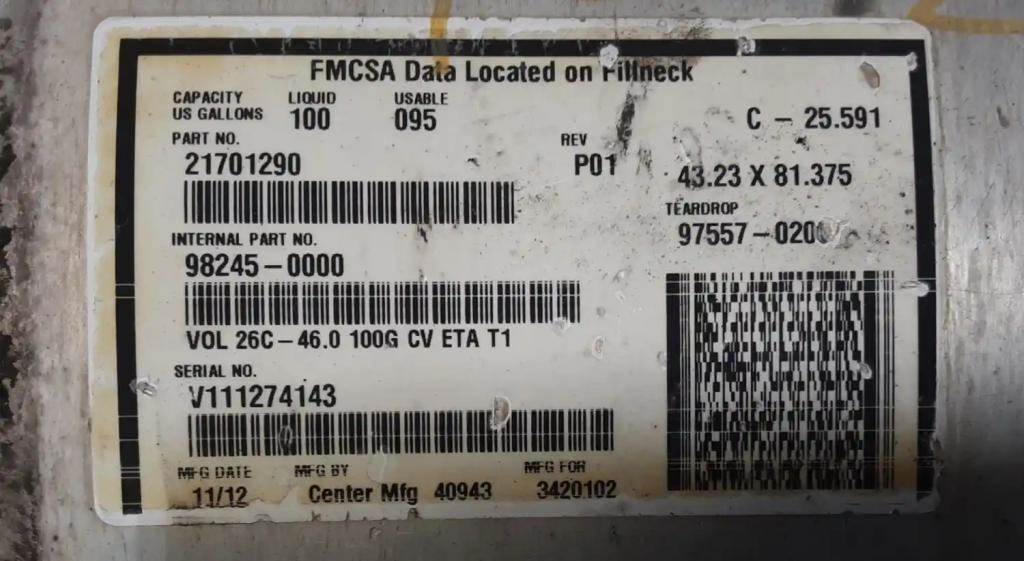 FMCSA Data Located on Fillneck
CAPACITY US GALLONS LIQUID 100 USABLE 095
C - 25.591
PART NO. REV
21701290 P01
43.23 X 81.375
TEARDROP
INTERNAL PART NO.
98245-0000
VOL 26C-46.0 100G CV ETA T1
SERIAL NO.
V111274143
MFG DATE MFG BY MFG FOR
11/12 Center Mfg 40943 3420102